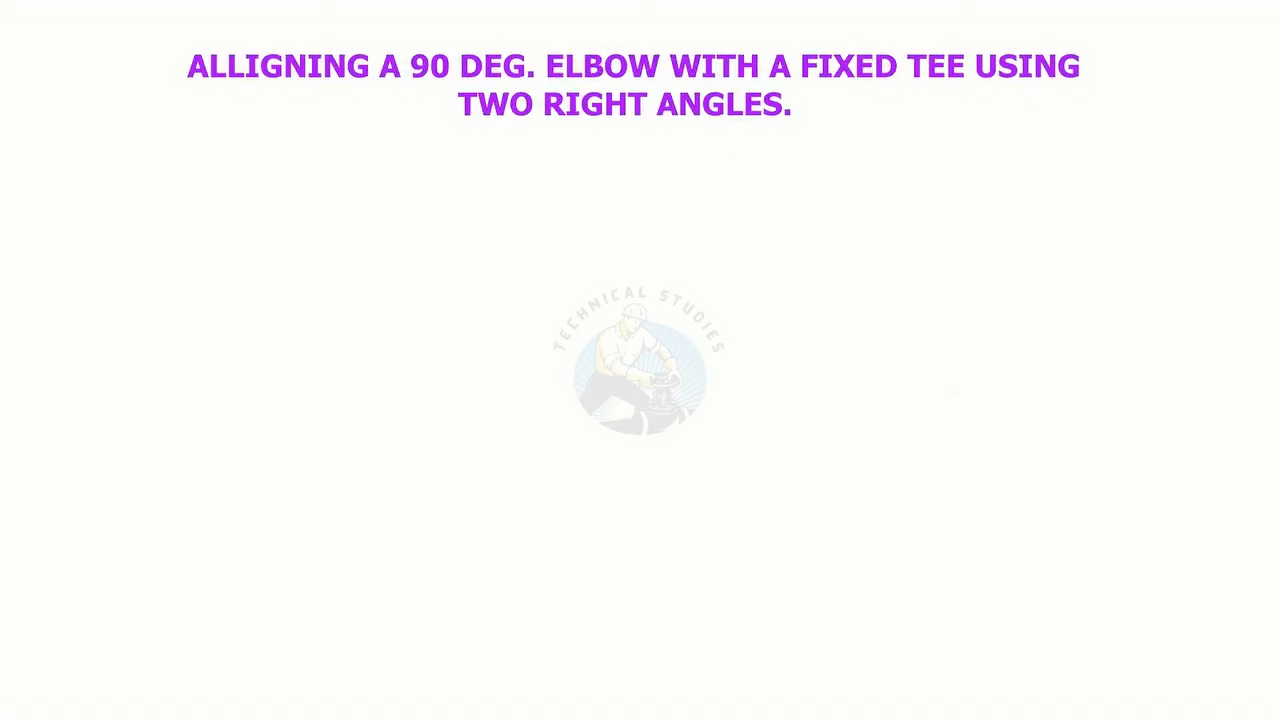 ALLIGNING A 90 DEG. ELBOW WITH A FIXED TEE USING
TWO RIGHT ANGLES.
TECHNICAL STUDIES